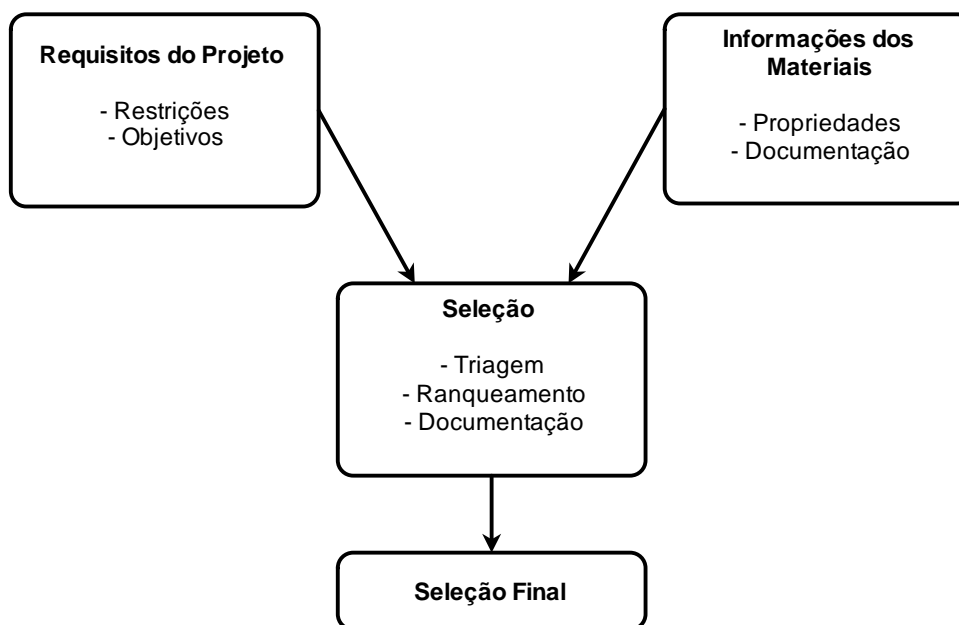 Requisitos do Projeto
- Restrições
- Objetivos
Informações dos
Materiais
- Propriedades
- Documentação
Seleção
- Triagem
- Ranqueamento
- Documentação
Seleção Final